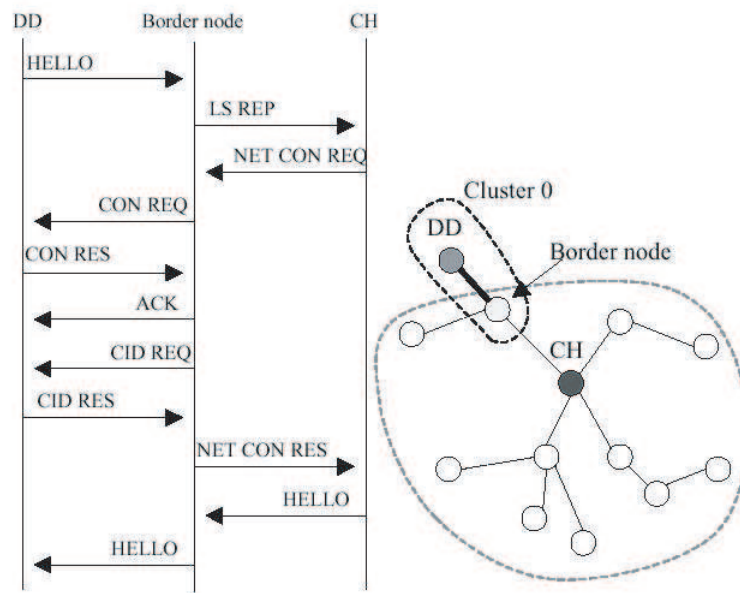 DD
Border node
CH
HELLO
LS REP
NET CON REQ
CON REQ
CON RES
ACK
CID REQ
CID RES
NET CON RES
HELLO
HELLO
Cluster 0
DD
Border node
CH